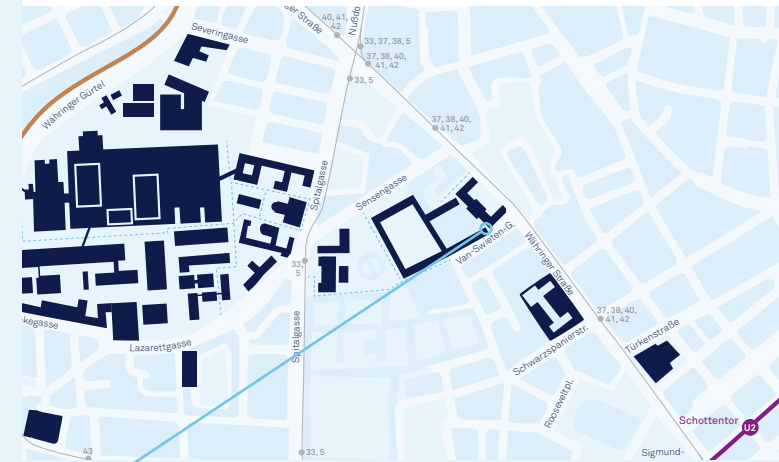 ger Straße
40, 41,
42
Nußdo
Severingasse
33, 37, 38, 5
37, 38, 40,
41, 42
33, 5
Währinger Gürtel
37, 38, 40,
41, 42
Spitalgasse
Sensengasse
Van-Swieten-G.
Währinger Straße
33,
5
37, 38, 40,
41, 42
kegasse
Lazarettgasse
Spitalgasse
Schwarzspanierstr.
Türkenstraße
Rooseveltpl.
Schottentor
U2
43
33, 5
Sigmund-